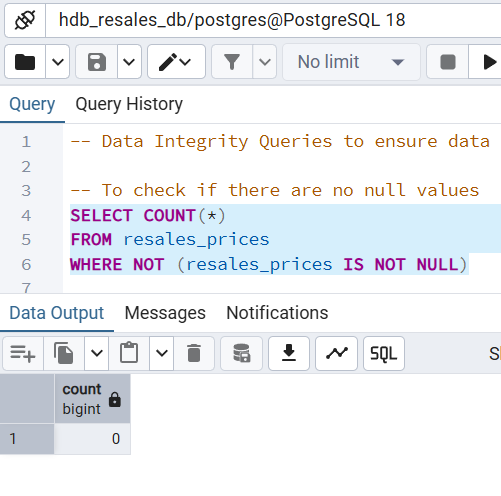 hdb_resales_db/postgres@PostgreSQL 18
No limit
Query Query History
1 -- Data Integrity Queries to ensure data
2
3 -- To check if there are no null values
4 SELECT COUNT(*)
5 FROM resales_prices
6 WHERE NOT (resales_prices IS NOT NULL)
7
Data Output Messages Notifications
SQL
count
bigint
1 0